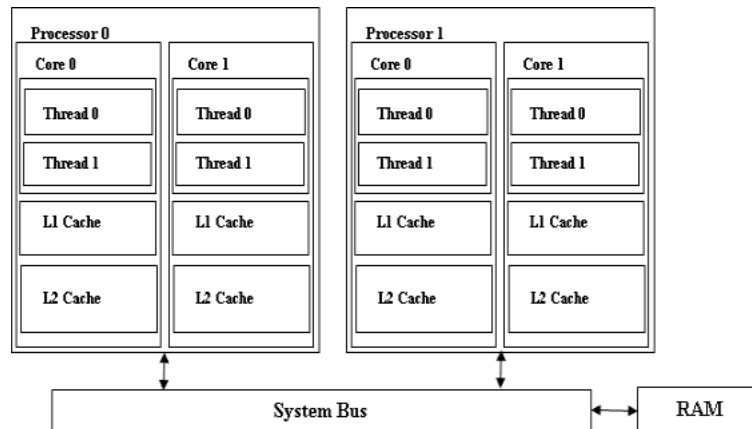 Processor 0
Core 0
Thread 0
Thread 1
L1 Cache
L2 Cache
Core 1
Thread 0
Thread 1
L1 Cache
L2 Cache
Processor 1
Core 0
Thread 0
Thread 1
L1 Cache
L2 Cache
Core 1
Thread 0
Thread 1
L1 Cache
L2 Cache
System Bus
RAM